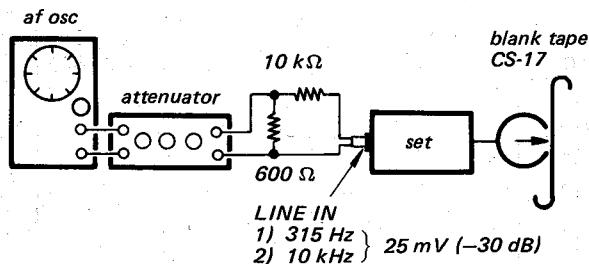 af osc
attenuator
10 kΩ
600 Ω
set
blank tape
CS-17
LINE IN
1) 315 Hz
2) 10 kHz
25 mV (–30 dB)